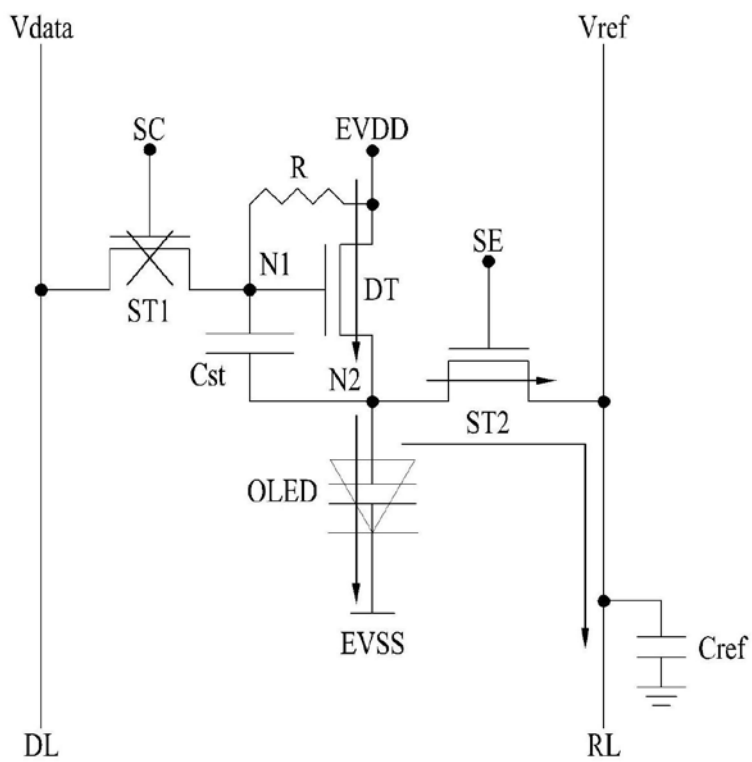 Vdata
Vref
SC
EVDD
R
SE
N1
DT
ST1
Cst
N2
ST2
OLED
EVSS
Cref
DL
RL